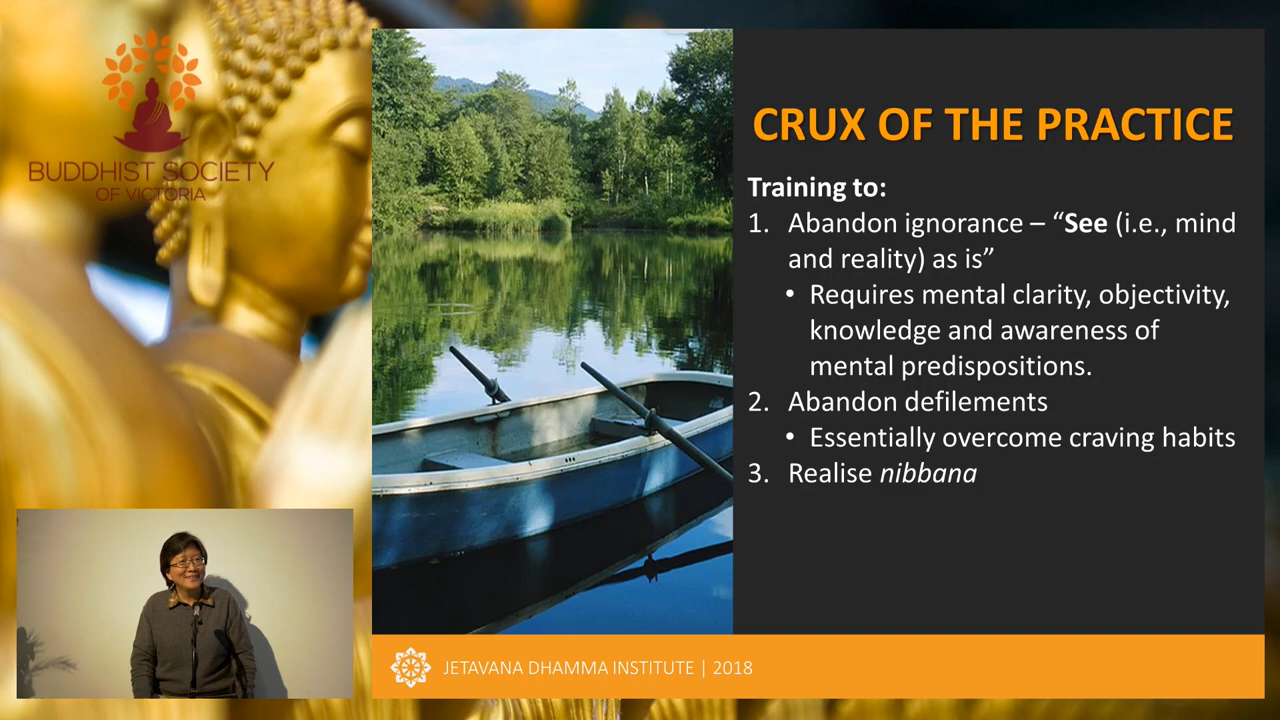 BUDDHIST SOCIETY
OF VICTORIA
CRUX OF THE PRACTICE
Training to:
1. Abandon ignorance – “See (i.e., mind
and reality) as is”
• Requires mental clarity, objectivity,
knowledge and awareness of
mental predispositions.
2. Abandon defilements
• Essentially overcome craving habits
3. Realise nibbana
JETAVANA DHAMMA INSTITUTE | 2018